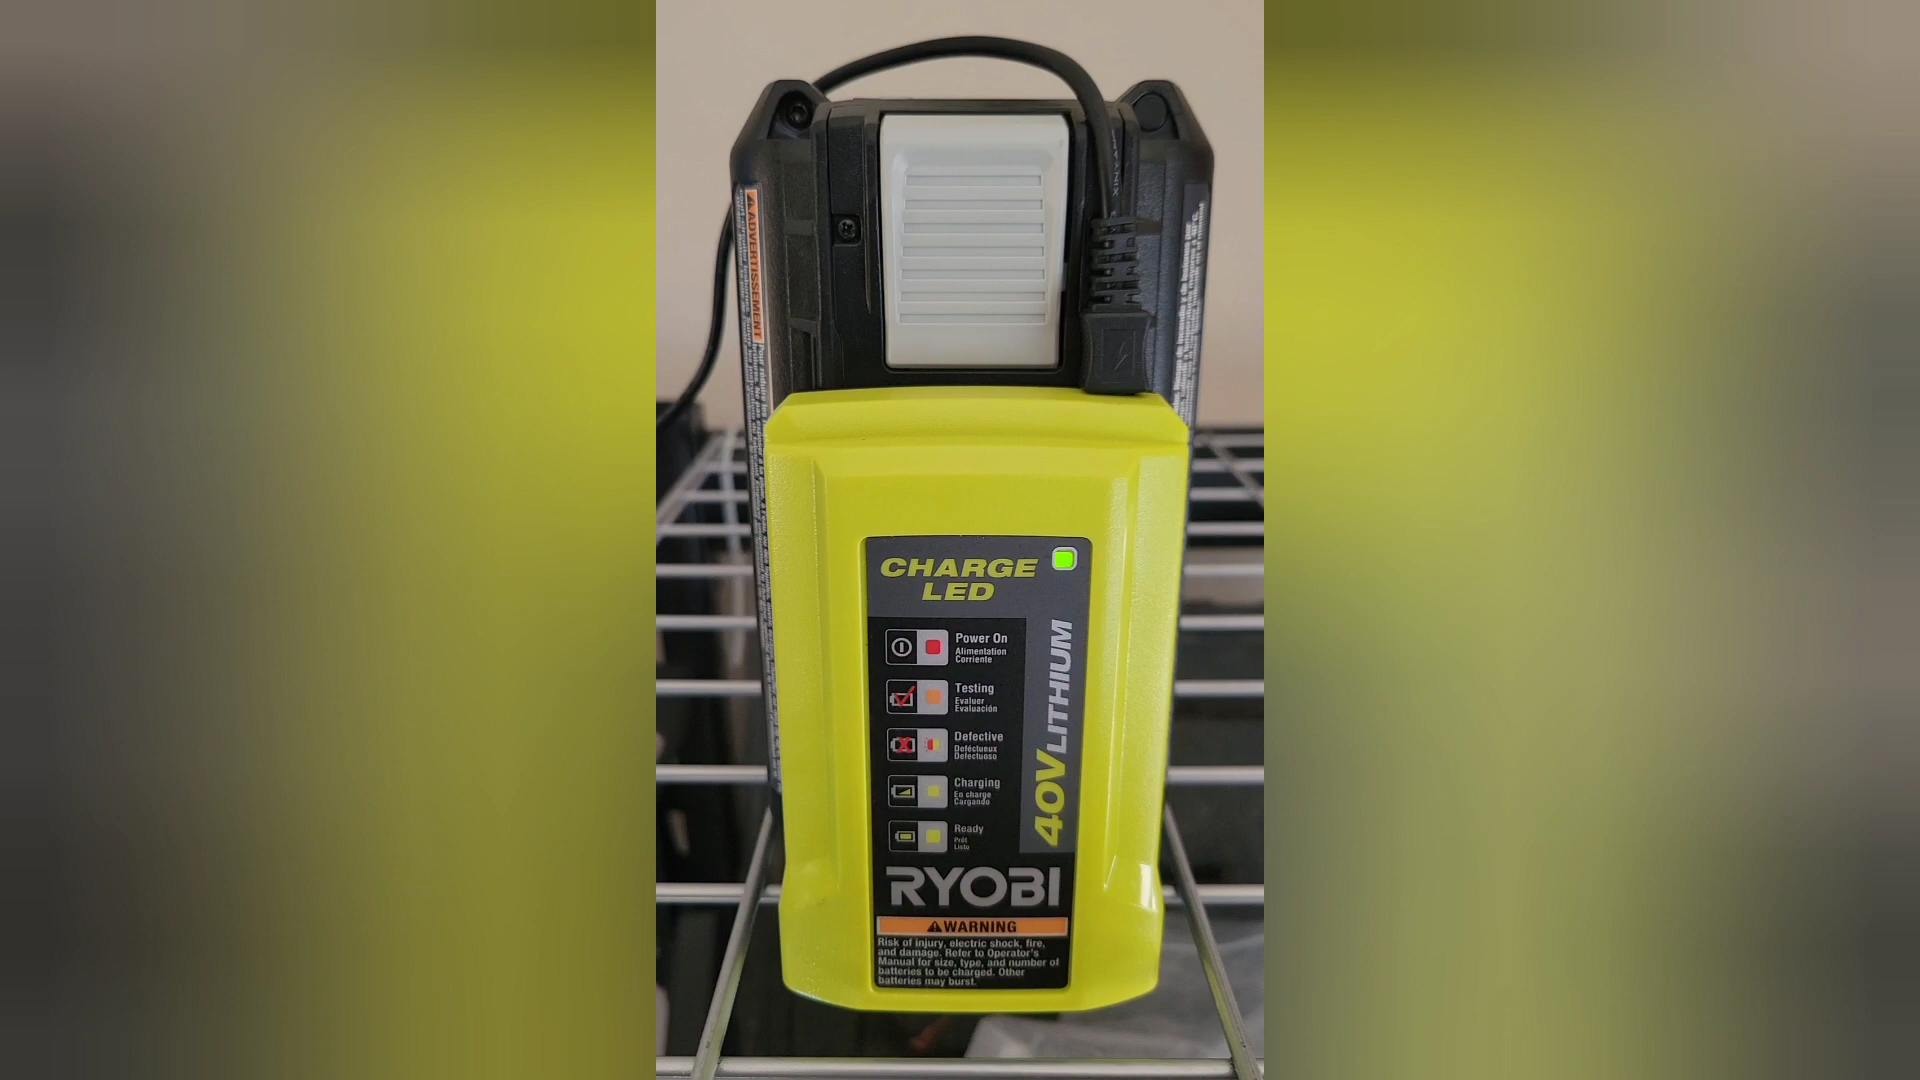 ADVERTISSEMENT
CHARGE
LED
Power On
Alimentation
Corriente
Testing
Evaluer
Evaluación
Defective
Deféctueux
Defectuoso
Charging
En charge
Cargando
Ready
Prêt
Listo
40V LITHIUM
RYOBI
WARNING
Risk of injury, electric shock, fire,
and damage. Refer to Operator's
Manual for size, type, and number of
batteries to be charged. Other
batteries may burst.